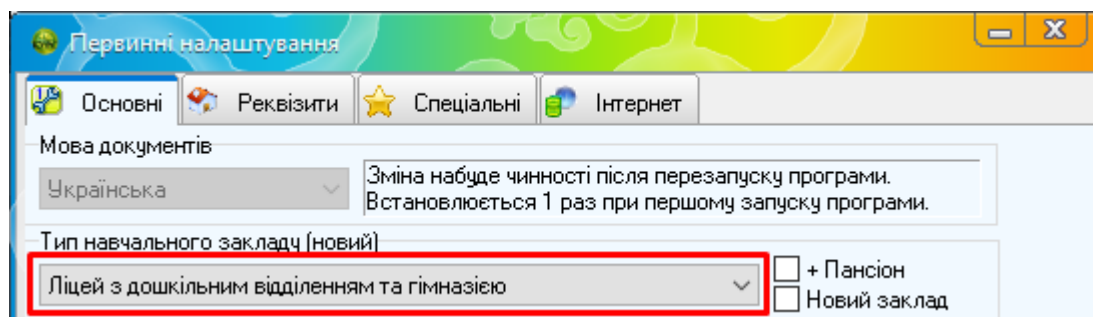 Первинні налаштування
Основні Реквізити Спеціальні Інтернет
Мова документів
Українська
Зміна набуде чинності після перезапуску програми.
Встановлюється 1 раз при першому запуску програми.
Тип навчального закладу (новий)
Ліцей з дошкільним відділенням та гімназією
+ Пансіон
Новий заклад